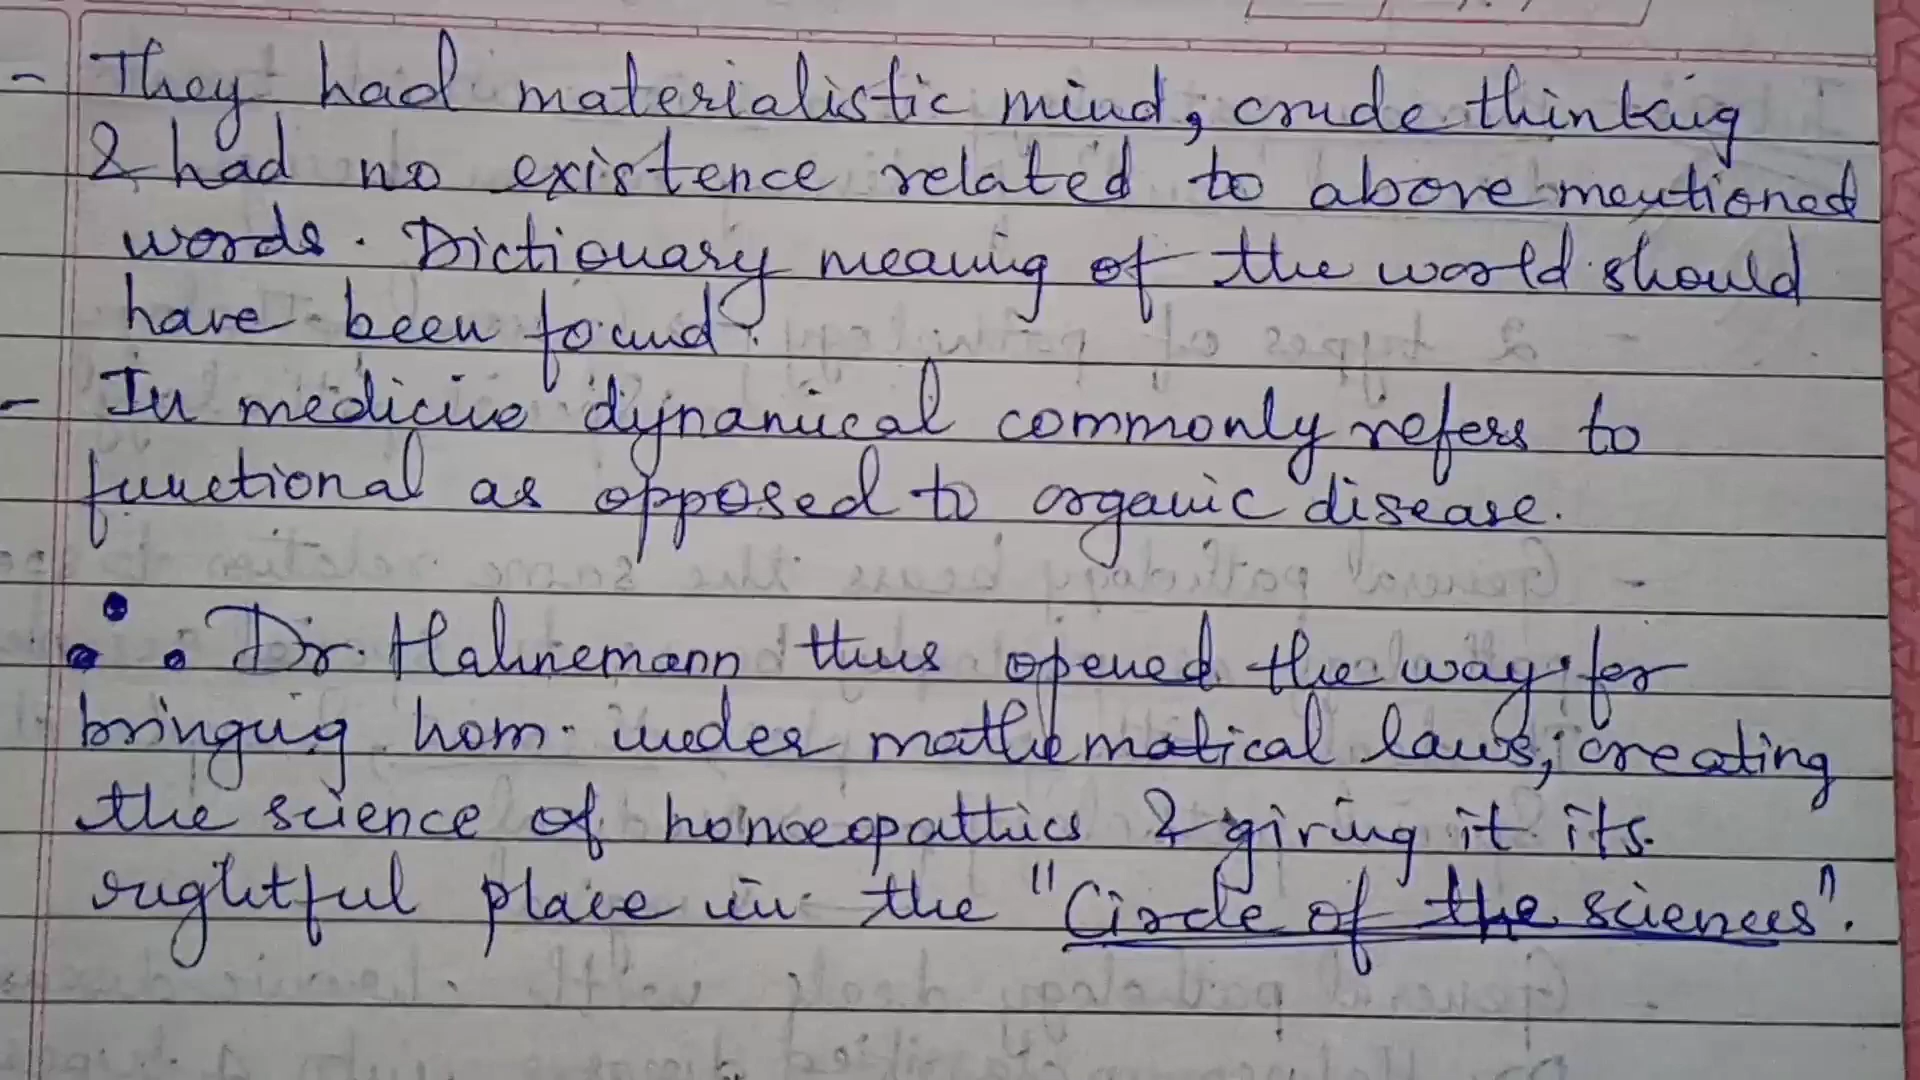 - They had materialistic mind, crude thinking
& had no existence related to above mentioned
words. Dictionary meaning of the world should
have been found.
- In medicine dynamical commonly refers to
functional as opposed to organic disease.
∴ Dr. Hahnemann thus opened the way for
bringing hom. under mathematical laws, creating
the science of homoeopathics & giving it its
rightful place in the "Circle of the sciences".